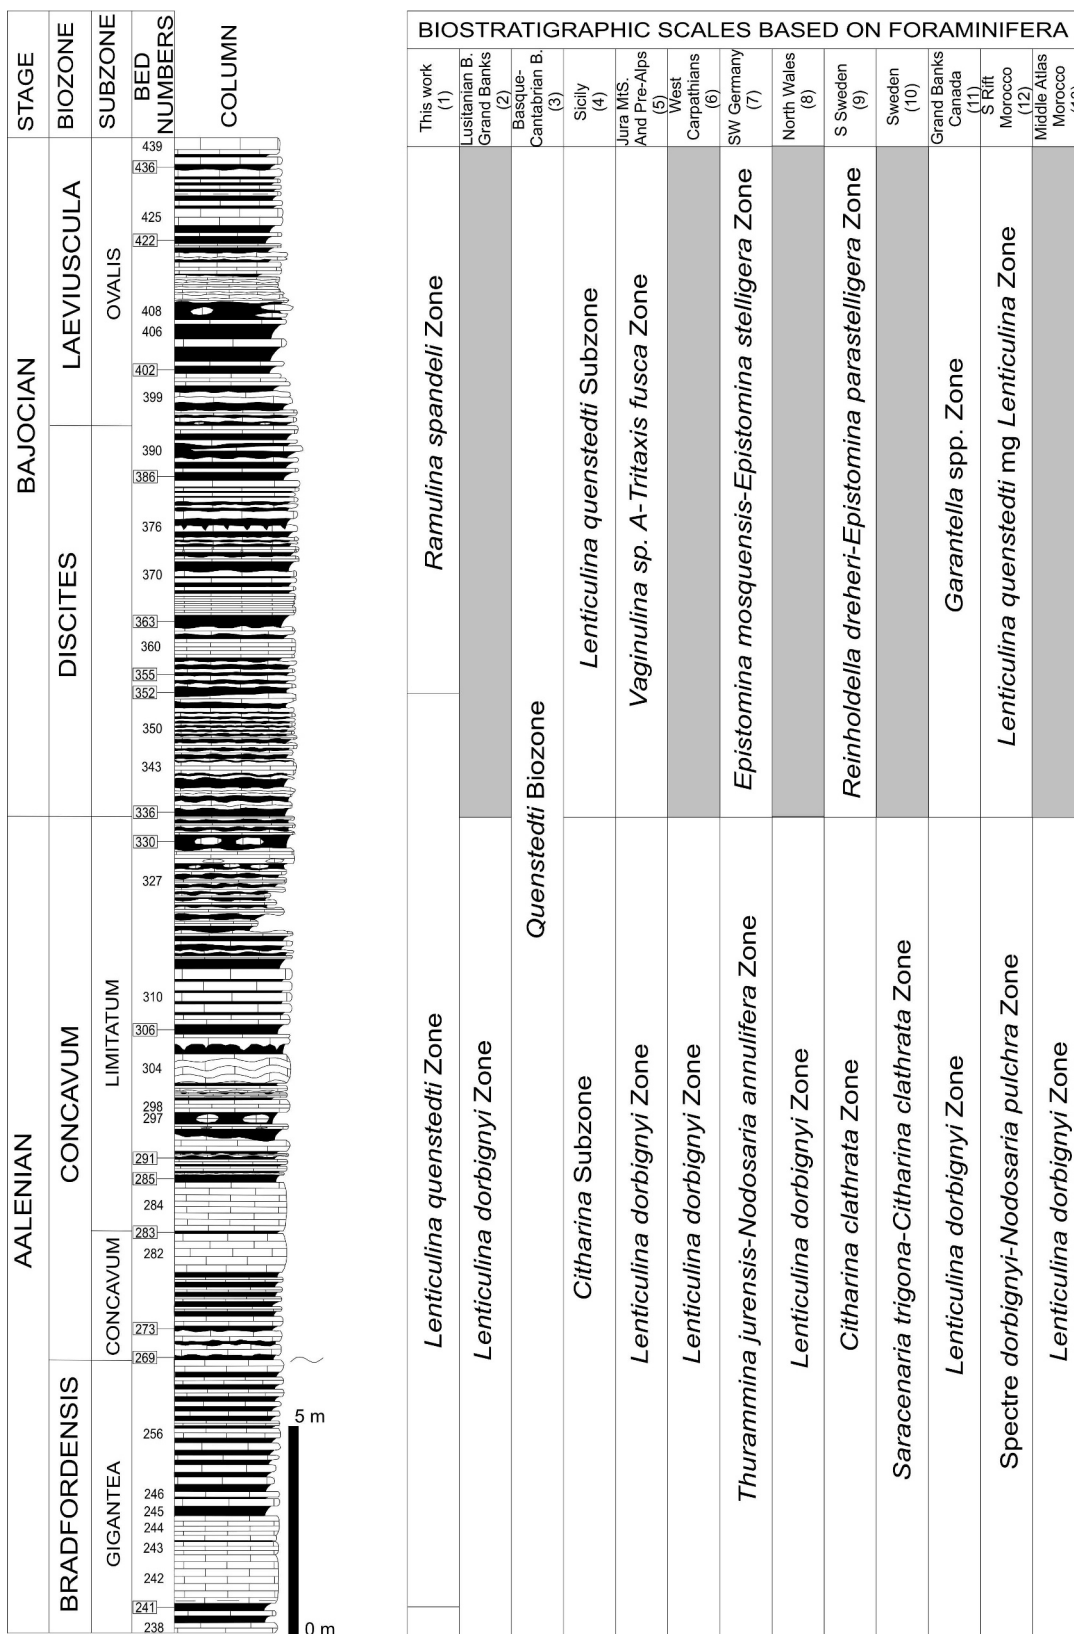 STAGE
BIOZONE
SUBZONE
BED
NUMBERS
COLUMN
BIOSTRATIGRAPHIC SCALES BASED ON FORAMINIFERA
This work
(1)
Lusitanian B.
Grand Banks
(2)
Basque-
Cantabrian B.
(3)
Sicily
(4)
Jura MtS.
And Pre-Alps
(5)
West
Carpathians
(6)
SW Germany
(7)
North Wales
(8)
S Sweden
(9)
Sweden
(10)
Grand Banks
Canada
(11)
S Rift
Morocco
(12)
Middle Atlas
Morocco
BAJOCIAN
AALENIAN
LAEVIUSCULA
DISCITES
CONCAVUM
BRADFORDENSIS
OVALIS
LIMITATUM
CONCAVUM
GIGANTEA
439
436
425
422
408
406
402
399
390
386
376
370
363
360
355
352
350
343
336
330
327
310
306
304
298
297
291
285
284
283
282
273
269
256
246
245
244
243
242
241
238
5 m
0 m
Ramulina spandeli Zone
Lenticulina quenstedti Zone
Lenticulina dorbignyi Zone
Quenstedti Biozone
Lenticulina quenstedti Subzone
Citharina Subzone
Vaginulina sp. A-Tritaxis fusca Zone
Lenticulina dorbignyi Zone
Lenticulina dorbignyi Zone
Epistomina mosquensis-Epistomina stelligera Zone
Thurammina jurensis-Nodosaria annulifera Zone
Lenticulina dorbignyi Zone
Reinholdella dreheri-Epistomina parastelligera Zone
Citharina clathrata Zone
Saracenaria trigona-Citharina clathrata Zone
Garantella spp. Zone
Lenticulina dorbignyi Zone
Lenticulina quenstedti mg Lenticulina Zone
Spectre dorbignyi-Nodosaria pulchra Zone
Lenticulina dorbignyi Zone